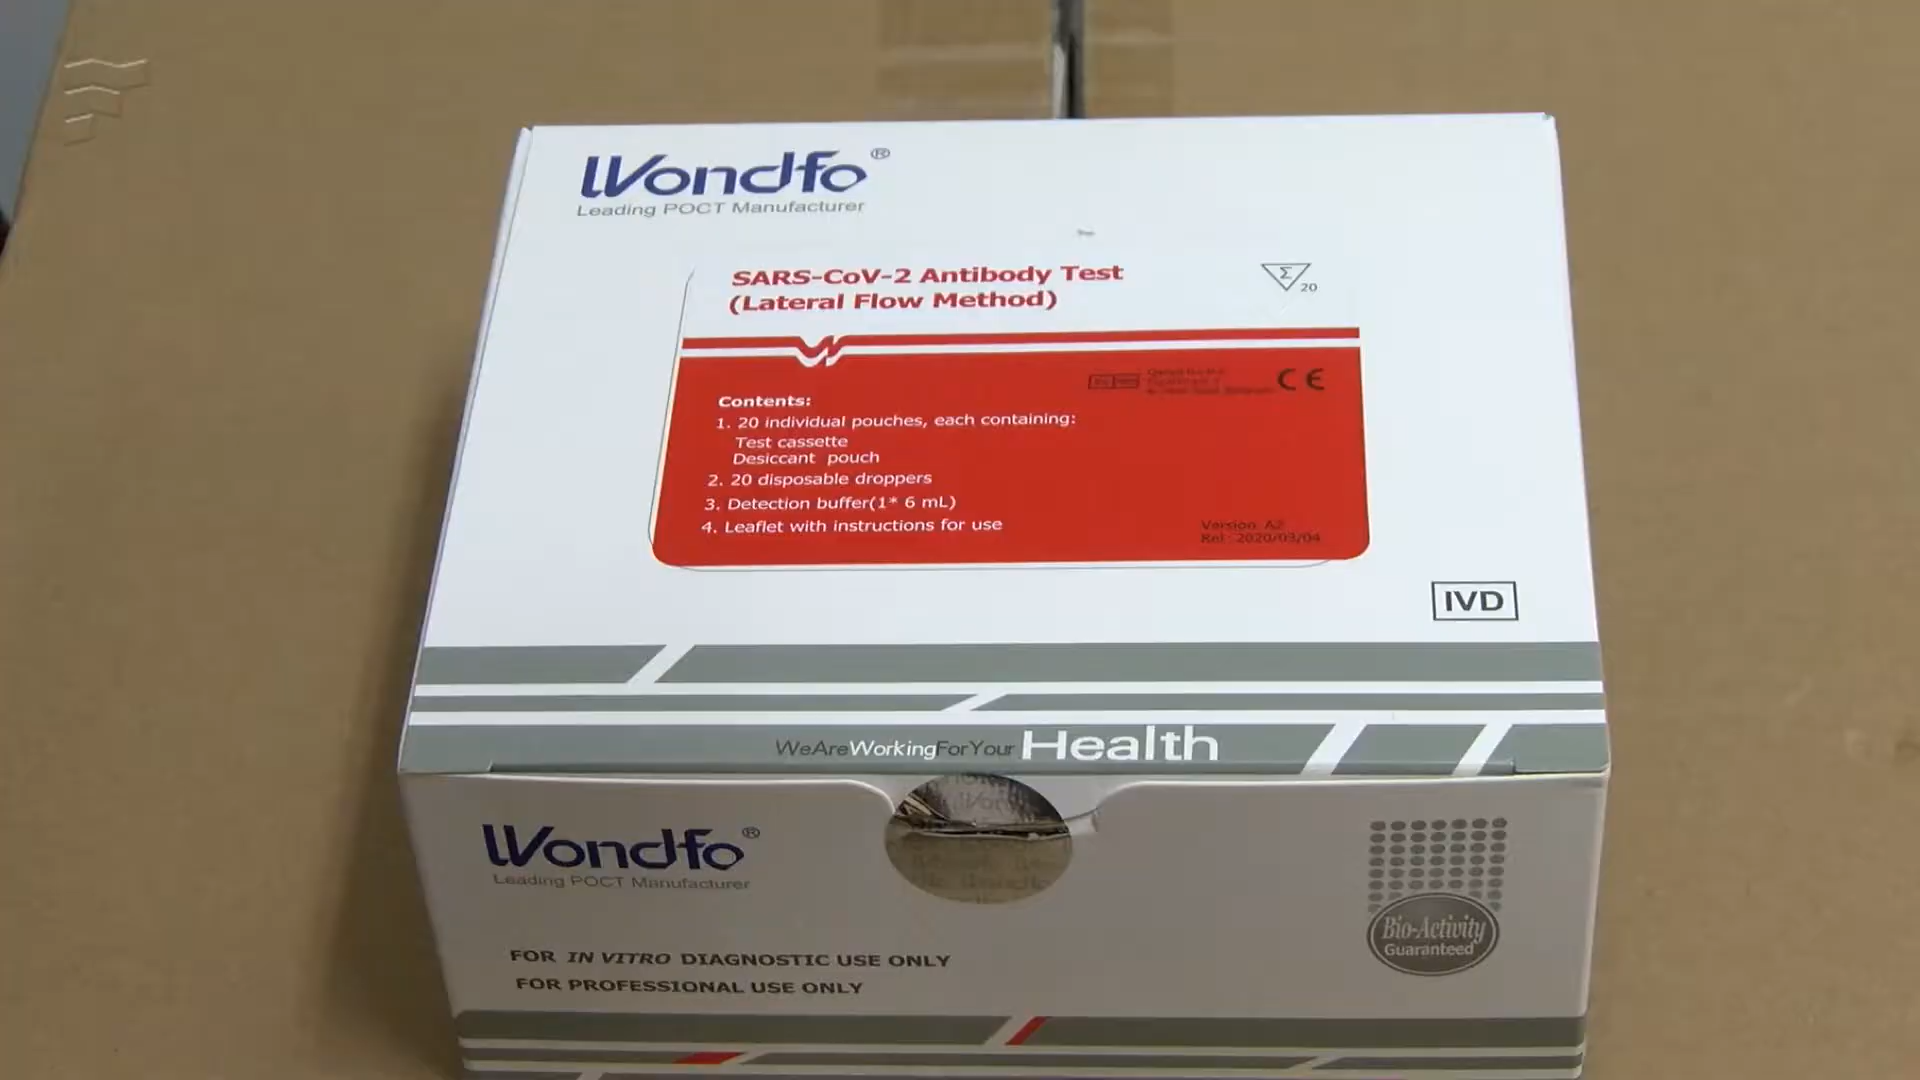 Wondfo®
Leading POCT Manufacturer
SARS-CoV-2 Antibody Test
(Lateral Flow Method)
Σ
20
CE
Contents:
1. 20 individual pouches, each containing:
Test cassette
Desiccant pouch
2. 20 disposable droppers
3. Detection buffer(1* 6 mL)
4. Leaflet with instructions for use
Version: A2
Rel: 2020/03/04
IVD
WeAreWorkingForYour Health
Wondfo®
Leading POCT Manufacturer
Bio-Activity
Guaranteed
FOR IN VITRO DIAGNOSTIC USE ONLY
FOR PROFESSIONAL USE ONLY